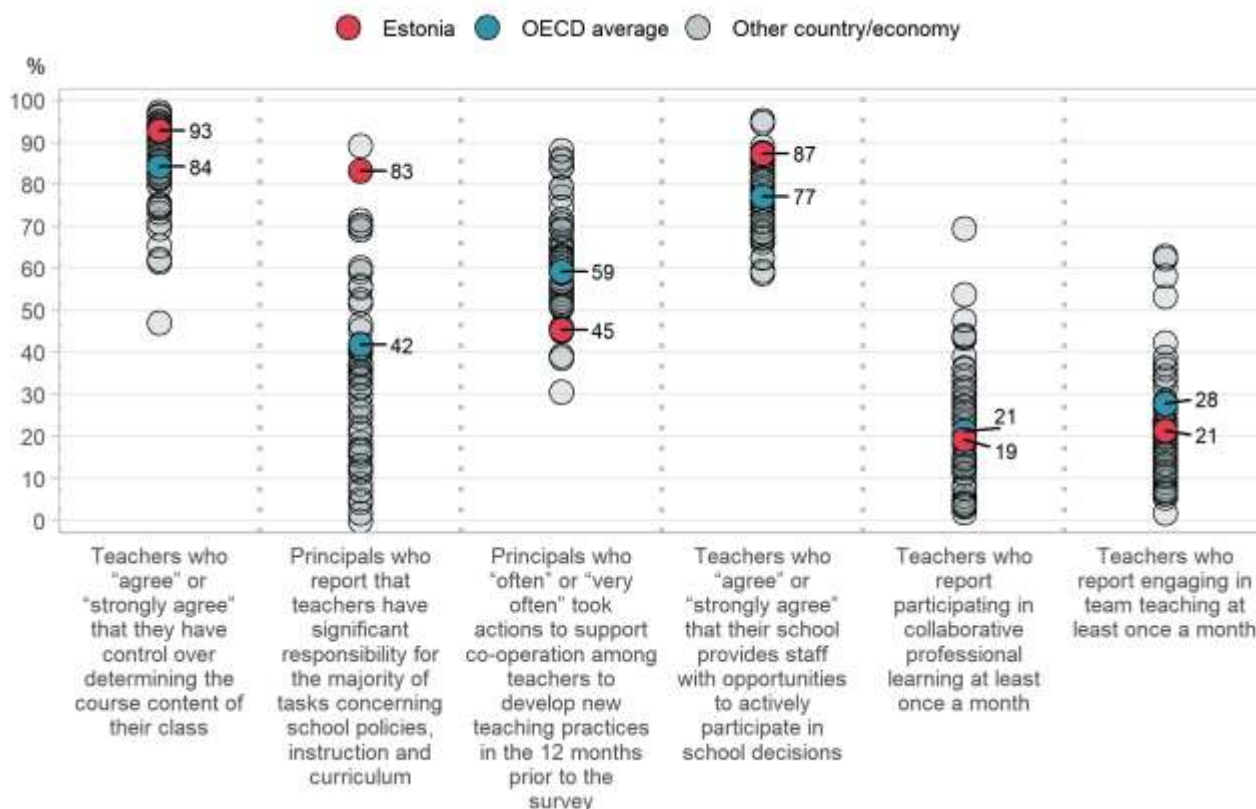 Estonia OECD average Other country/economy
%
100
90
80
70
60
50
40
30
20
10
0
93
84
83
42
59
45
87
77
21
19
28
21
Teachers who
“agree” or
“strongly agree”
that they have
control over
determining the
course content of
their class
Principals who
report that
teachers have
significant
responsibility for
the majority of
tasks concerning
school policies,
instruction and
curriculum
Principals who
“often” or “very
often” took
actions to support
co-operation among
teachers to
develop new
teaching practices
in the 12 months
prior to the
survey
Teachers who
“agree” or
“strongly agree”
that their school
provides staff
with opportunities
to actively
participate in
school decisions
Teachers who
report
participating in
collaborative
professional
learning at least
once a month
Teachers who
report engaging in
team teaching at
least once a month